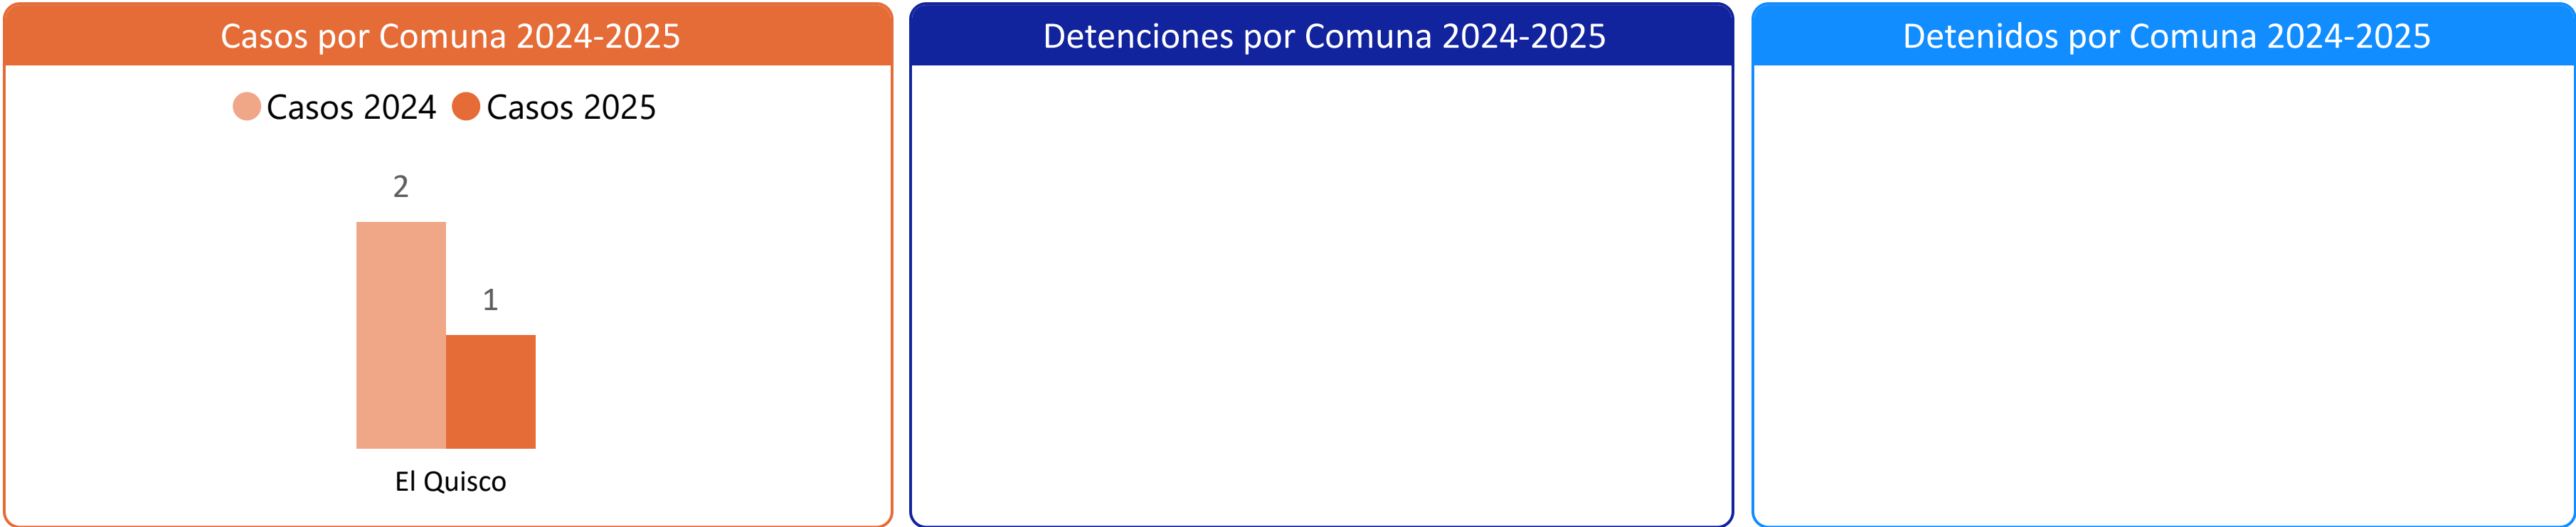 Casos por Comuna 2024-2025
Casos 2024 Casos 2025
2
1
El Quisco
Detenciones por Comuna 2024-2025
Detenidos por Comuna 2024-2025